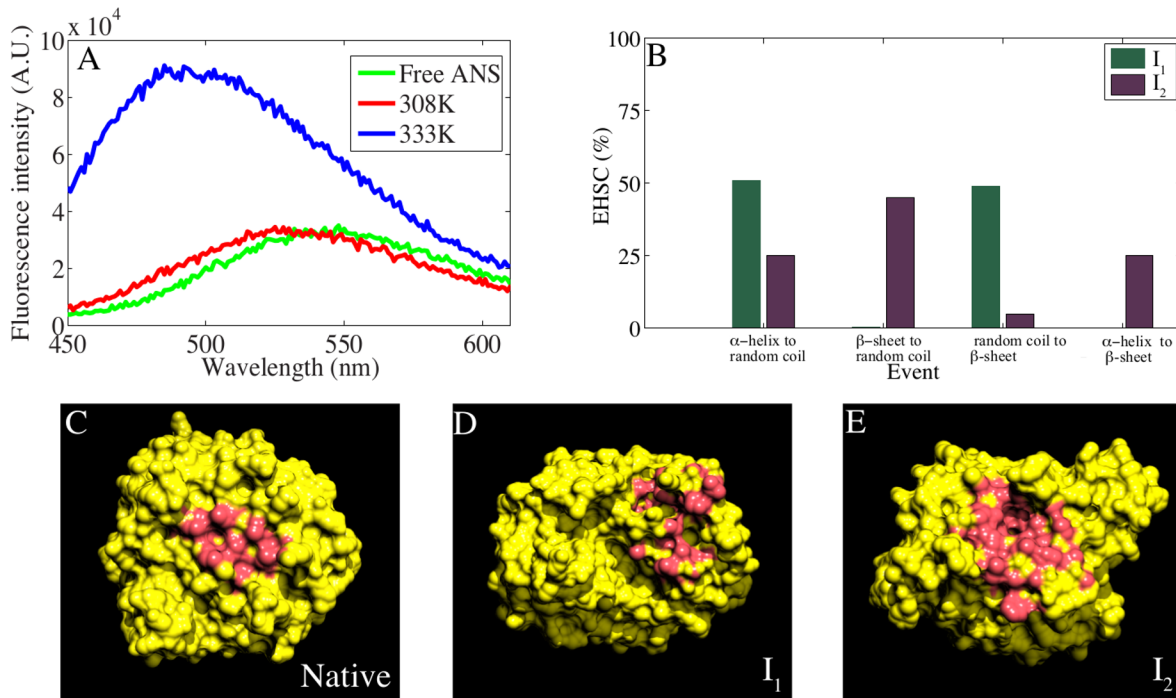 A
x 10⁴
Fluorescence intensity (A.U.)
10
8
6
4
2
0
450
500
550
600
Wavelength (nm)
Free ANS
308K
333K
B
EHSC (%)
100
75
50
25
0
I₁
I₂
α−helix to
random coil
β−sheet to
random coil
random coil to
β-sheet
α−helix to
β−sheet
Event
C
Native
D
I₁
E
I₂